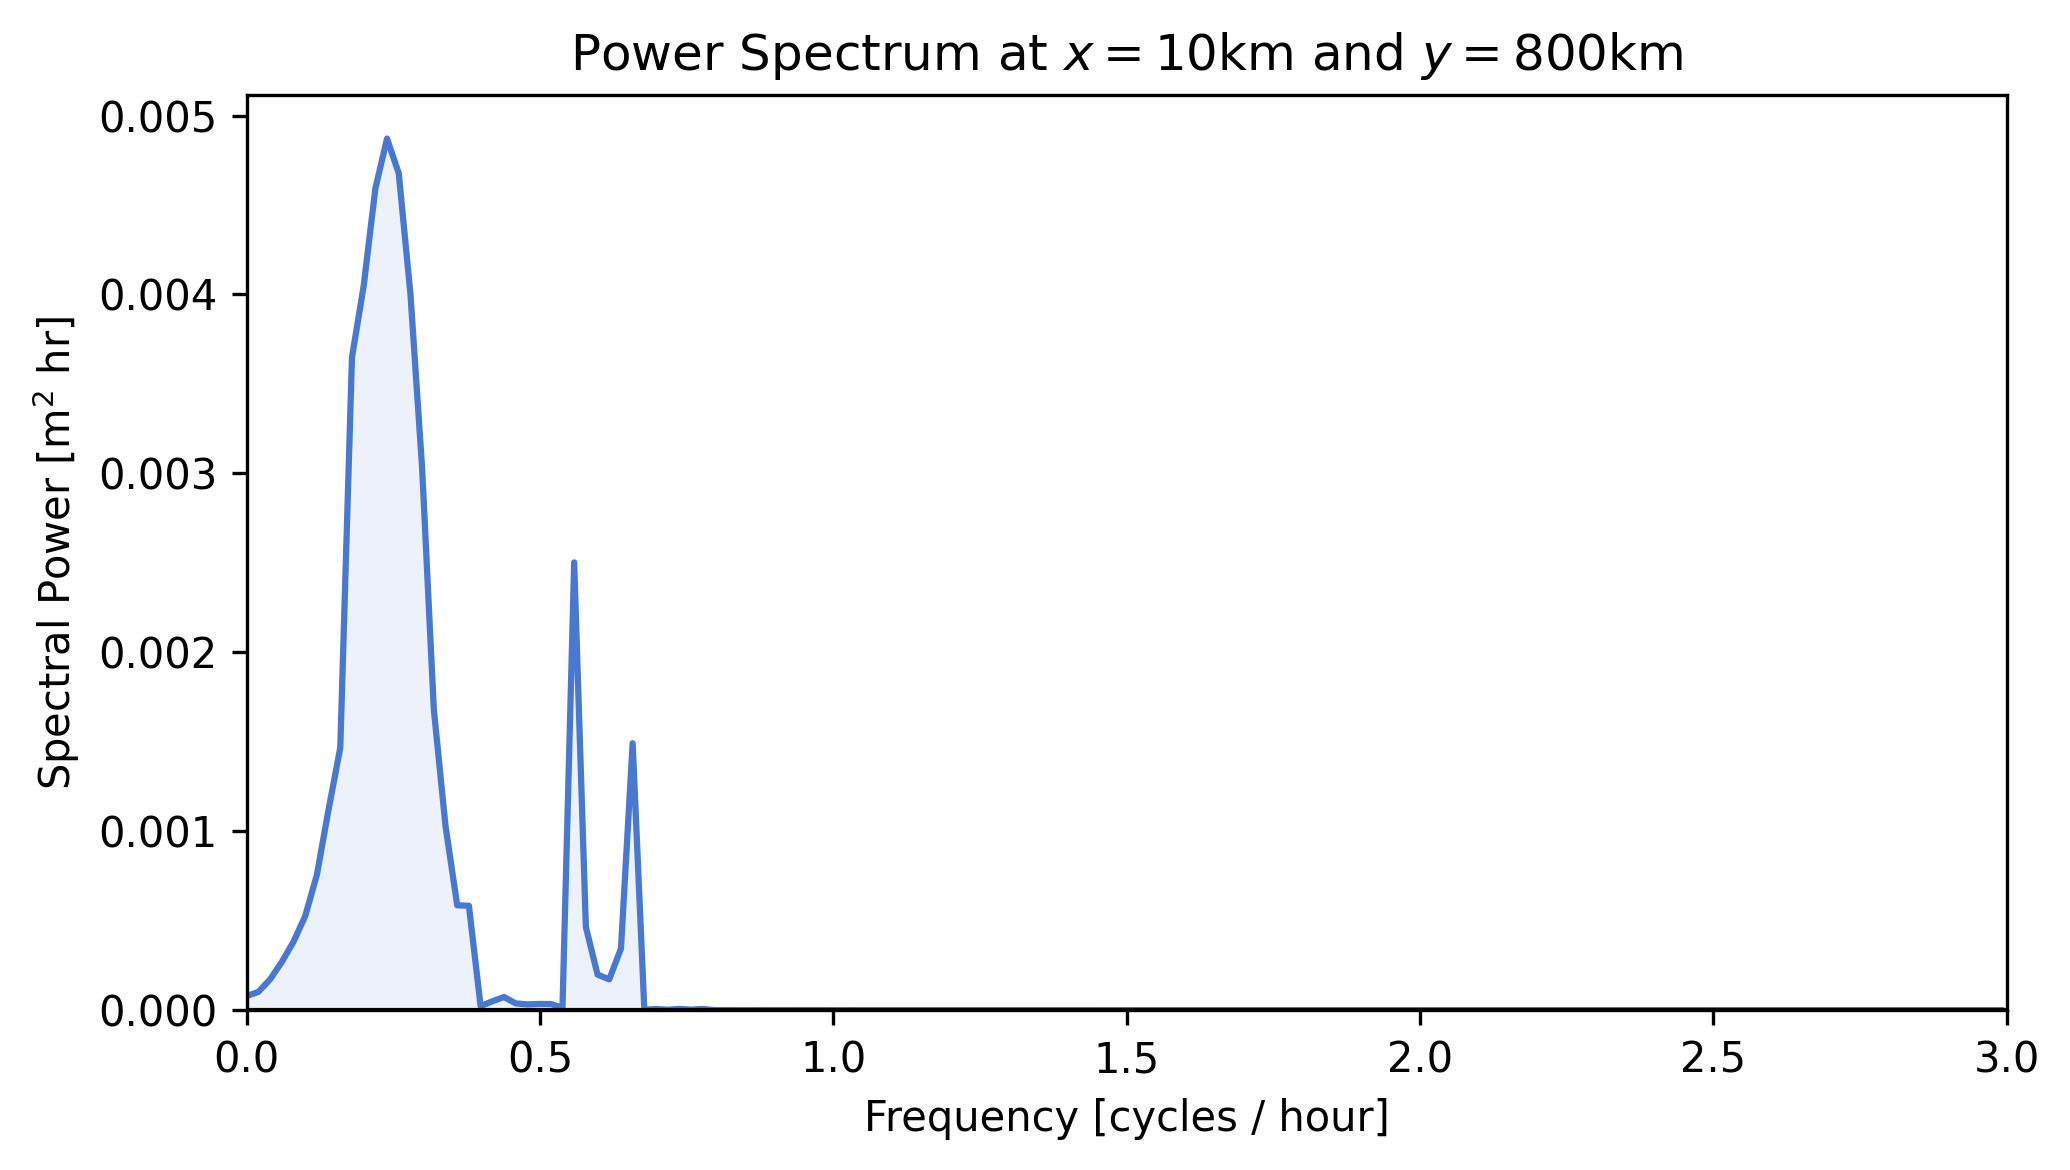 Power Spectrum at x = 10km and y = 800km
0.005
0.004
0.003
0.002
0.001
0.000
Spectral Power [m² hr]
0.0 0.5 1.0 1.5 2.0 2.5 3.0
Frequency [cycles / hour]